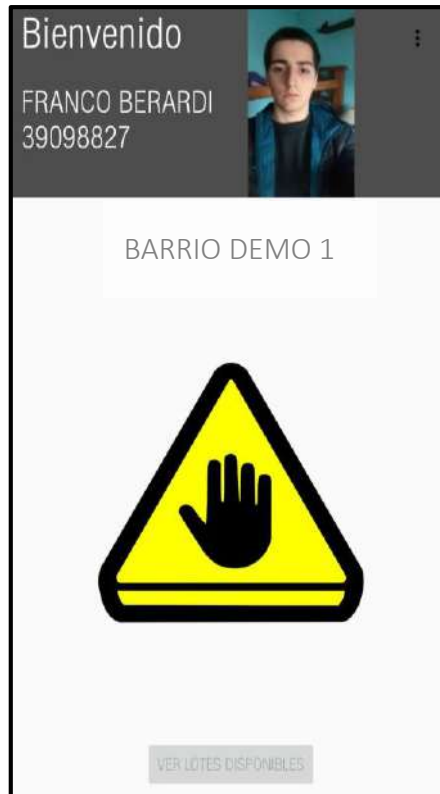 Bienvenido
FRANCO BERARDI
39098827
BARRIO DEMO 1
VER LOTES DISPONIBLES